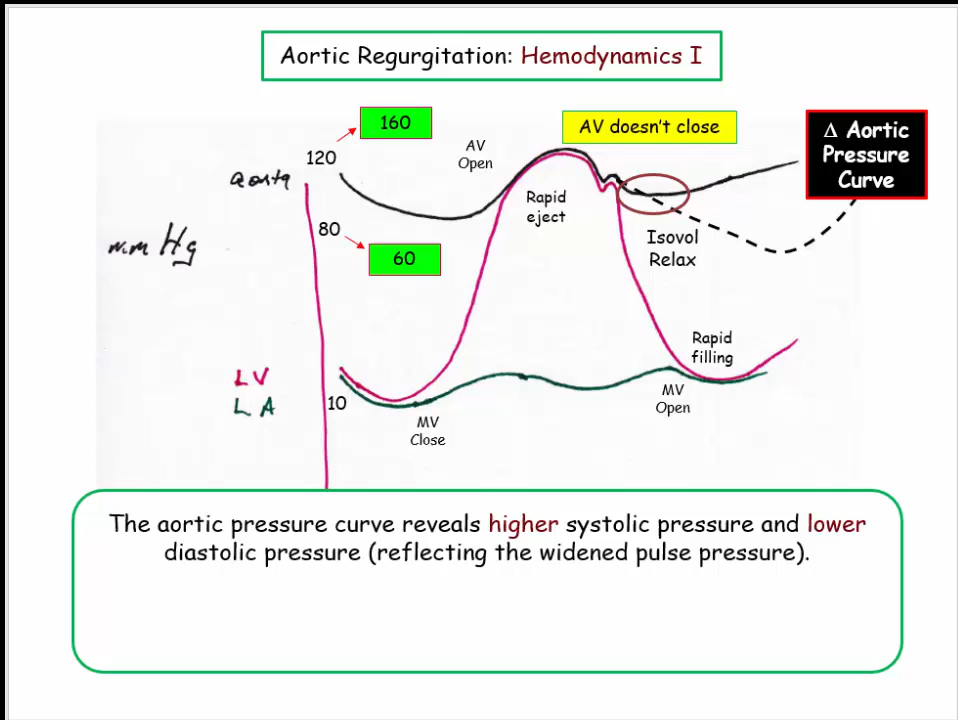 Aortic Regurgitation: Hemodynamics I
160
AV doesn't close
Δ Aortic
Pressure
Curve
120
AV
Open
aorta
Rapid
eject
80
mm Hg
60
Isovol
Relax
Rapid
filling
LV
LA
10
MV
Close
MV
Open
The aortic pressure curve reveals higher systolic pressure and lower
diastolic pressure (reflecting the widened pulse pressure).